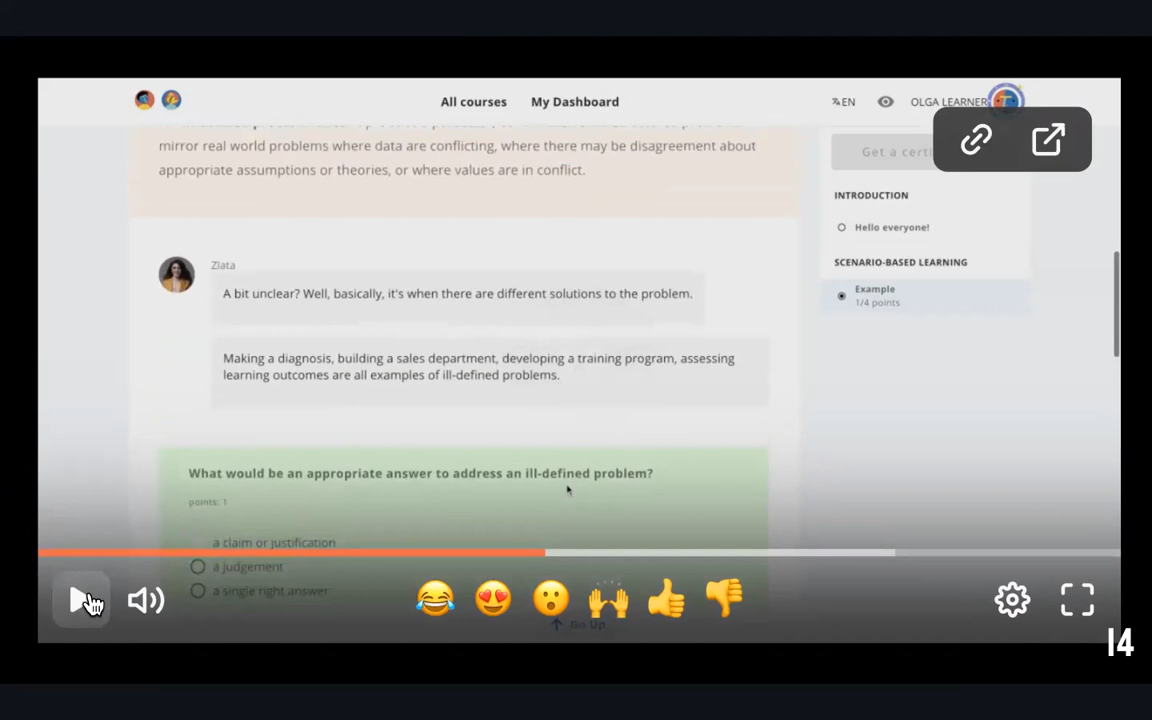 All courses My Dashboard
EN OLGA LEARNER
mirror real world problems where data are conflicting, where there may be disagreement about
appropriate assumptions or theories, or where values are in conflict.
Get a certi
INTRODUCTION
Hello everyone!
SCENARIO-BASED LEARNING
Example
1/4 points
Zlata
A bit unclear? Well, basically, it's when there are different solutions to the problem.
Making a diagnosis, building a sales department, developing a training program, assessing
learning outcomes are all examples of ill-defined problems.
What would be an appropriate answer to address an ill-defined problem?
points: 1
a claim or justification
a judgement
a single right answer
Go Up
14